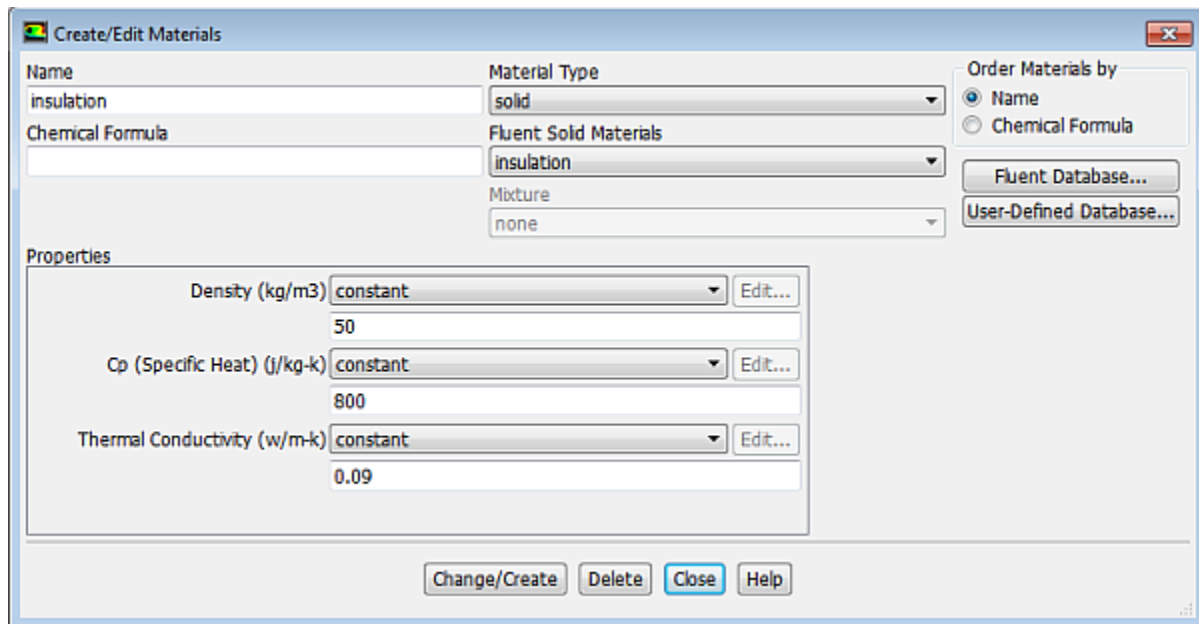 Create/Edit Materials
Name
insulation
Chemical Formula
Material Type
solid
Fluent Solid Materials
insulation
Mixture
none
Order Materials by
Name
Chemical Formula
Fluent Database...
User-Defined Database...
Properties
Density (kg/m3) constant Edit...
50
Cp (Specific Heat) (j/kg-k) constant Edit...
800
Thermal Conductivity (w/m-k) constant Edit...
0.09
Change/Create Delete Close Help